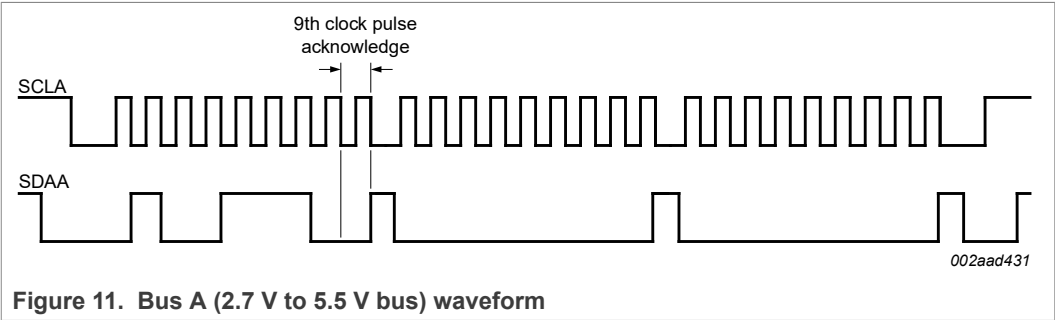 9th clock pulse
acknowledge
SCLA
SDAA
002aad431
Figure 11. Bus A (2.7 V to 5.5 V bus) waveform